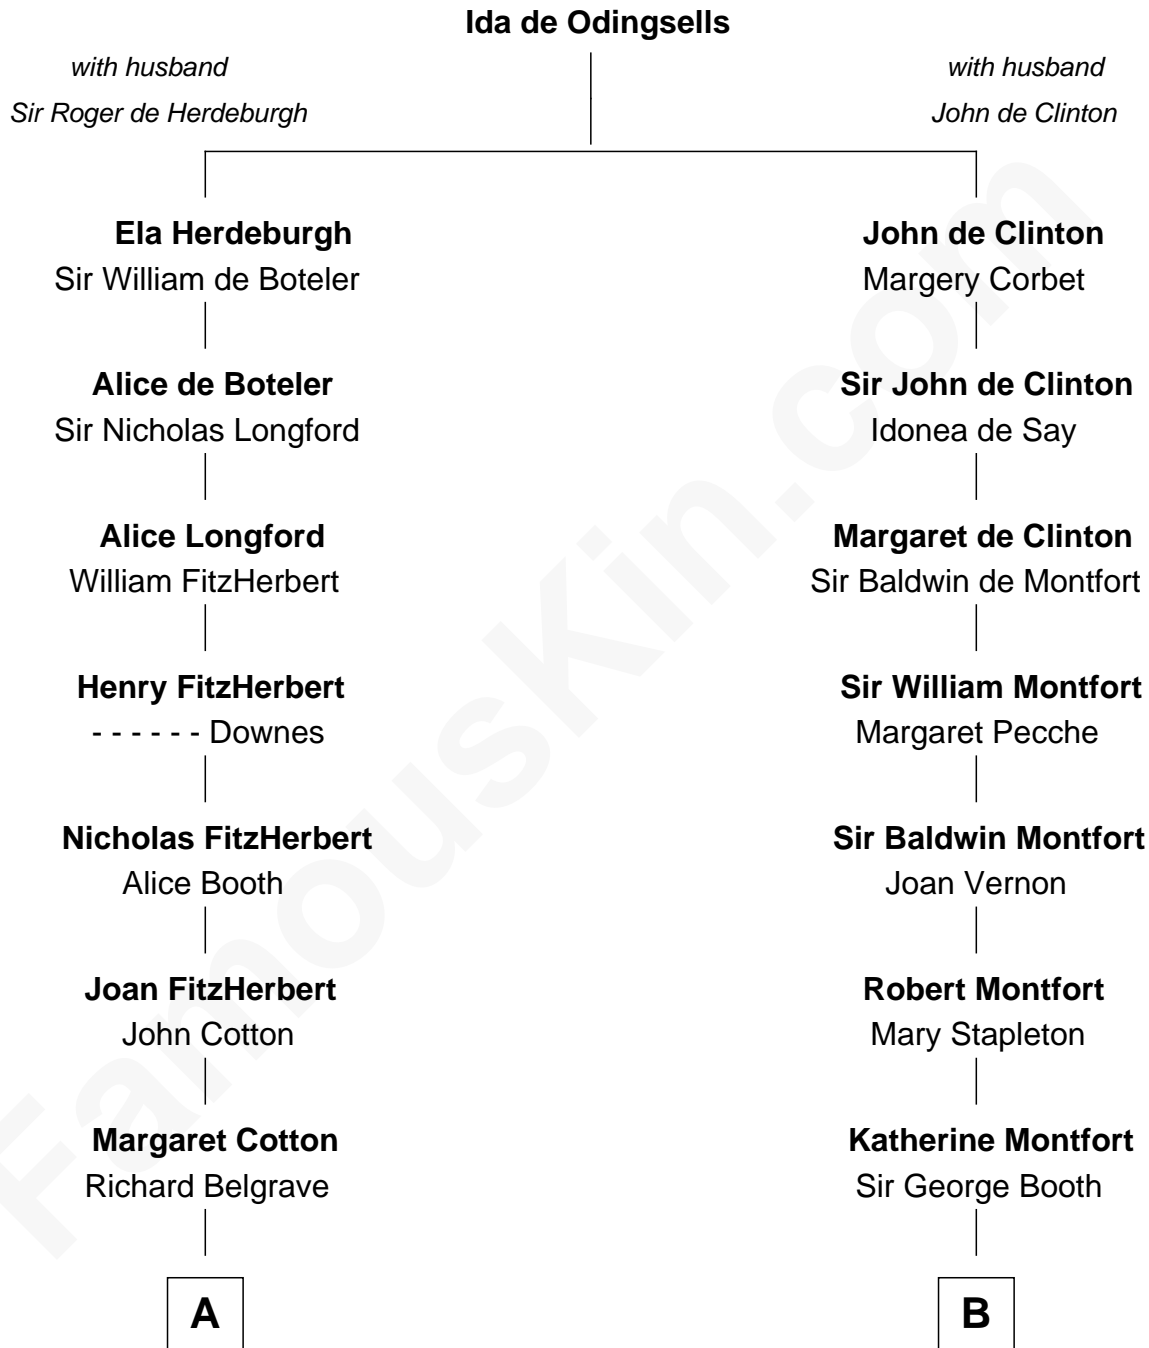 Ida de Odingsells
with husband
Sir Roger de Herdeburgh
with husband
John de Clinton
Ela Herdeburgh
Sir William de Boteler
John de Clinton
Margery Corbet
Alice de Boteler
Sir Nicholas Longford
Sir John de Clinton
Idonea de Say
Alice Longford
William FitzHerbert
Margaret de Clinton
Sir Baldwin de Montfort
Henry FitzHerbert
- - - - - - Downes
Sir William Montfort
Margaret Pecche
Nicholas FitzHerbert
Alice Booth
Sir Baldwin Montfort
Joan Vernon
Joan FitzHerbert
John Cotton
Robert Montfort
Mary Stapleton
Margaret Cotton
Richard Belgrave
Katherine Montfort
Sir George Booth
A
B
FamousKin.com